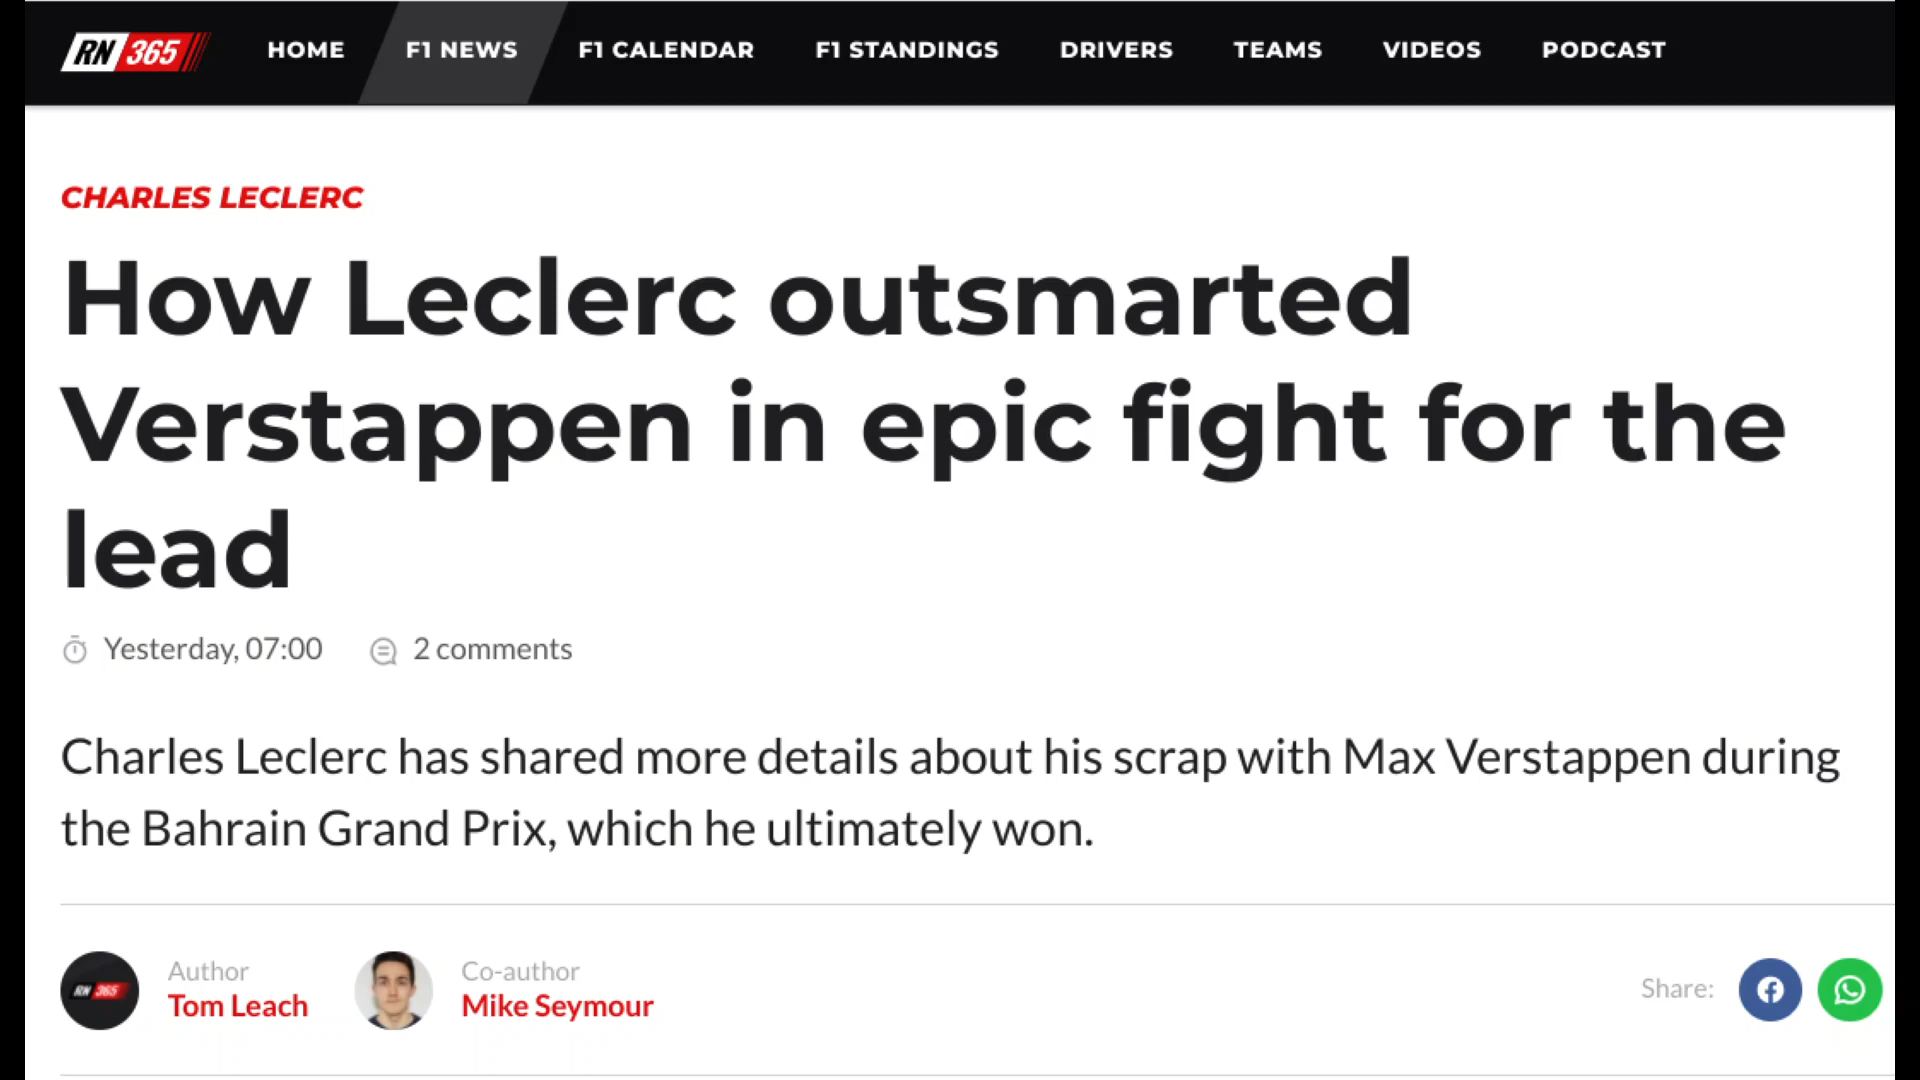 RN 365 HOME F1 NEWS F1 CALENDAR F1 STANDINGS DRIVERS TEAMS VIDEOS PODCAST
CHARLES LECLERC
How Leclerc outsmarted
Verstappen in epic fight for the
lead
Yesterday, 07:00 2 comments
Charles Leclerc has shared more details about his scrap with Max Verstappen during
the Bahrain Grand Prix, which he ultimately won.
RN 365
Author
Tom Leach
Co-author
Mike Seymour
Share: